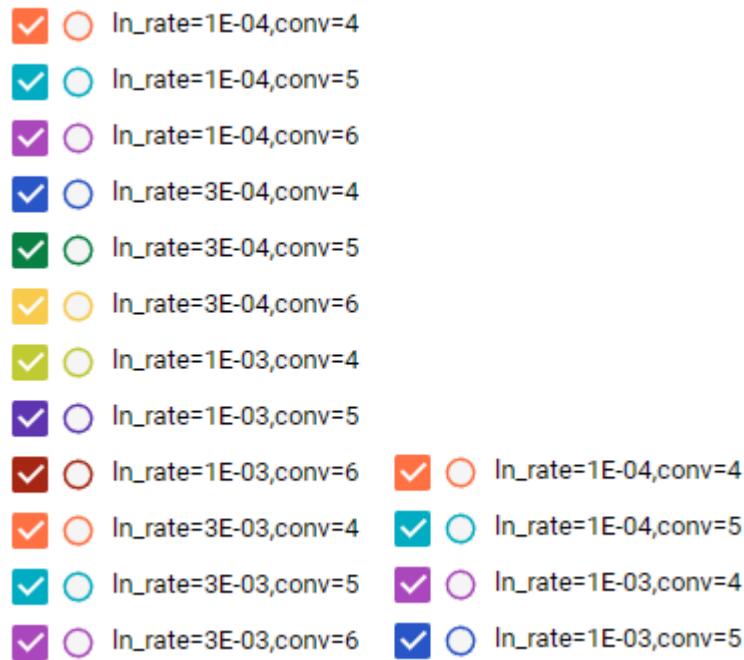 ln_rate=1E-04,conv=4
ln_rate=1E-04,conv=5
ln_rate=1E-04,conv=6
ln_rate=3E-04,conv=4
ln_rate=3E-04,conv=5
ln_rate=3E-04,conv=6
ln_rate=1E-03,conv=4
ln_rate=1E-03,conv=5
ln_rate=1E-03,conv=6
ln_rate=3E-03,conv=4
ln_rate=3E-03,conv=5
ln_rate=3E-03,conv=6
ln_rate=1E-04,conv=4
ln_rate=1E-04,conv=5
ln_rate=1E-03,conv=4
ln_rate=1E-03,conv=5